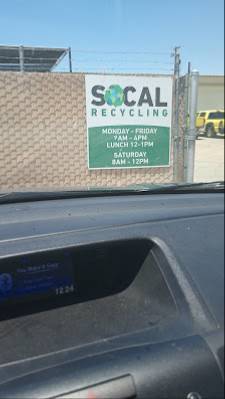 SOCAL
RECYCLING
MONDAY - FRIDAY
7AM - 4PM
LUNCH 12-1PM
SATURDAY
8AM - 12PM
12:24